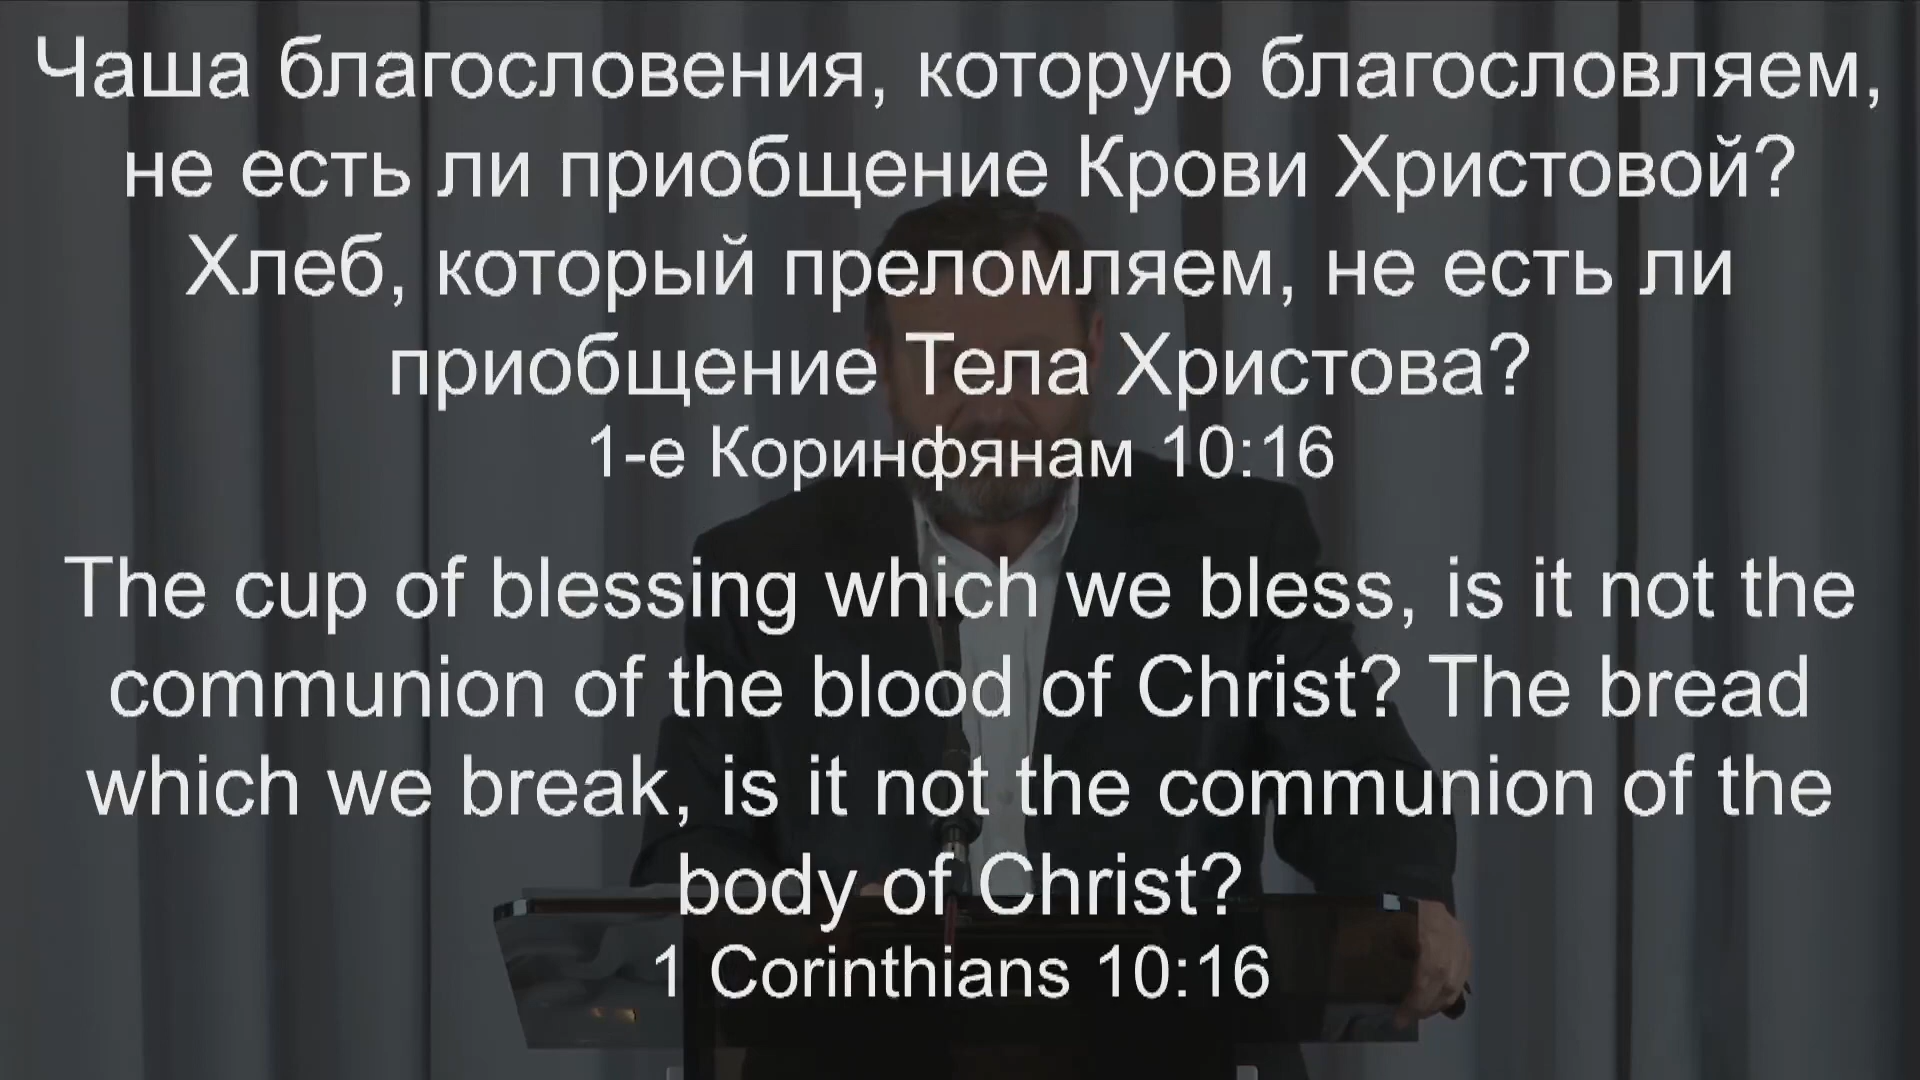 Чаша благословения, которую благословляем,
не есть ли приобщение Крови Христовой?
Хлеб, который преломляем, не есть ли
приобщение Тела Христова?
1-е Коринфянам 10:16
The cup of blessing which we bless, is it not the
communion of the blood of Christ? The bread
which we break, is it not the communion of the
body of Christ?
1 Corinthians 10:16